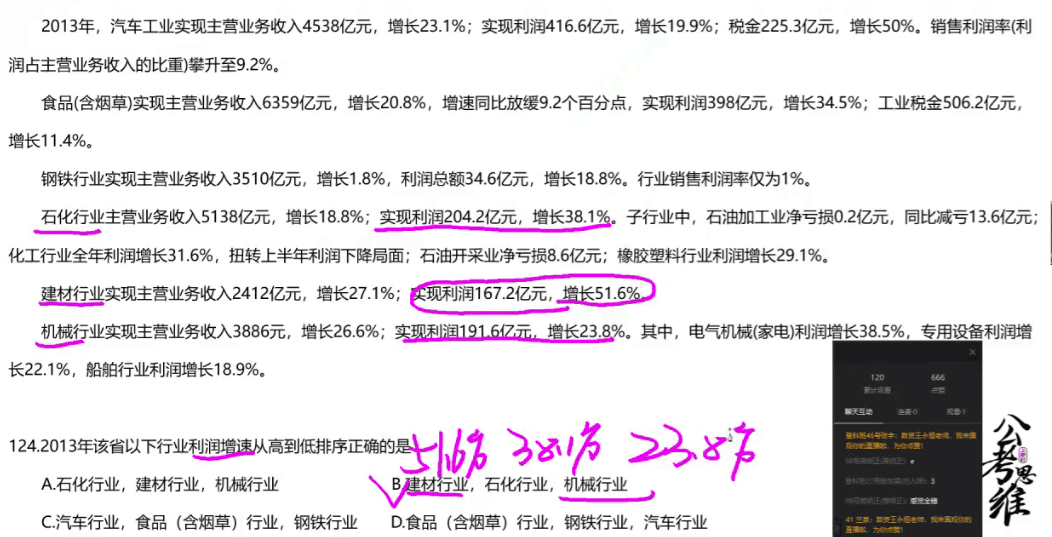 2013年，汽车工业实现主营业务收入4538亿元，增长23.1%；实现利润416.6亿元，增长19.9%；税金225.3亿元，增长50%。销售利润率(利
润占主营业务收入的比重)攀升至9.2%。
食品(含烟草)实现主营业务收入6359亿元，增长20.8%，增速同比放缓9.2个百分点，实现利润398亿元，增长34.5%；工业税金506.2亿元，
增长11.4%。
钢铁行业实现主营业务收入3510亿元，增长1.8%，利润总额34.6亿元，增长18.8%。行业销售利润率仅为1%。
石化行业主营业务收入5138亿元，增长18.8%；实现利润204.2亿元，增长38.1%。子行业中，石油加工业净亏损0.2亿元，同比减亏13.6亿元；
化工行业全年利润增长31.6%，扭转上半年利润下降局面；石油开采业净亏损8.6亿元；橡胶塑料行业利润增长29.1%。
建材行业实现主营业务收入2412亿元，增长27.1%；实现利润167.2亿元，增长51.6%。
机械行业实现主营业务收入3886元，增长26.6%；实现利润191.6亿元，增长23.8%。其中，电气机械(家电)利润增长38.5%，专用设备利润增
长22.1%，船舶行业利润增长18.9%。
120 666
点赞
聊天互动
124.2013年该省以下行业利润增速从高到低排序正确的是
51.6% 38.1% 23.8%
A.石化行业，建材行业，机械行业 B.建材行业，石化行业，机械行业
C.汽车行业，食品（含烟草）行业，钢铁行业 D.食品（含烟草）行业，钢铁行业，汽车行业
公考思维